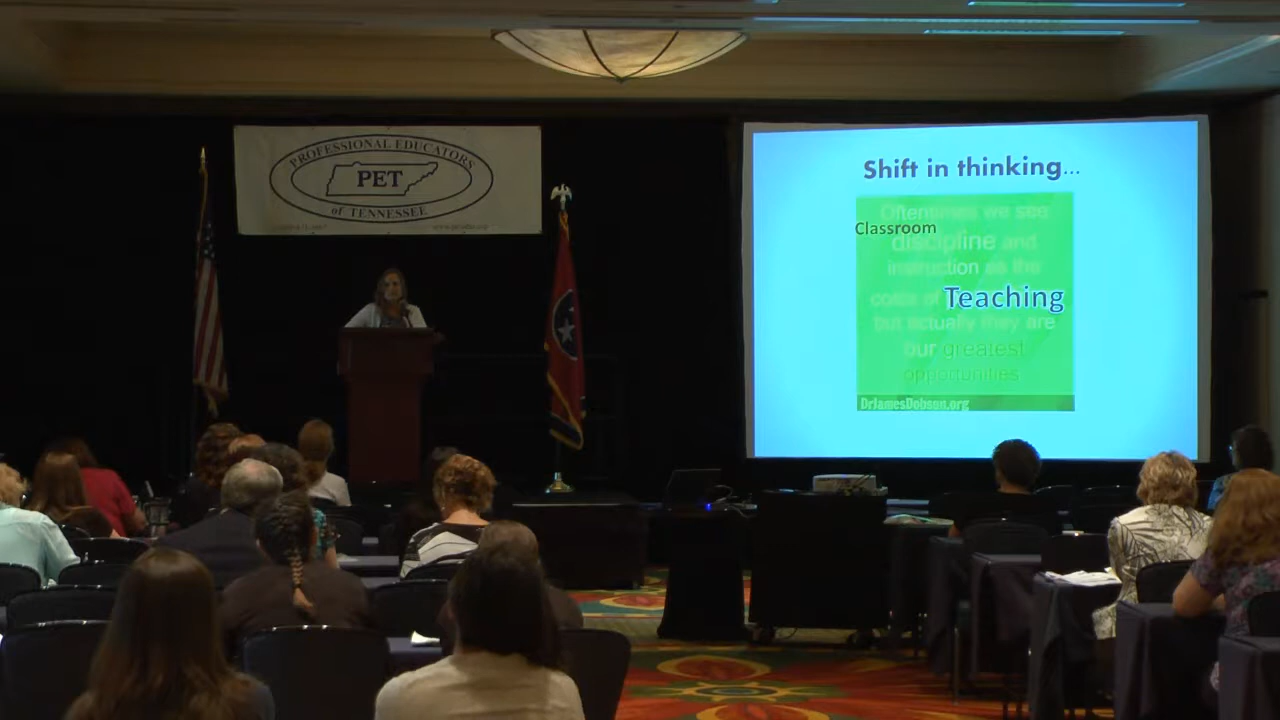 PROFESSIONAL EDUCATORS
PET
of TENNESSEE
Shift in thinking...
Oftentimes we see
Classroom
discipline and
instruction as the
Teaching
but actually they are
our greatest
opportunities
DrJamesDobson.org